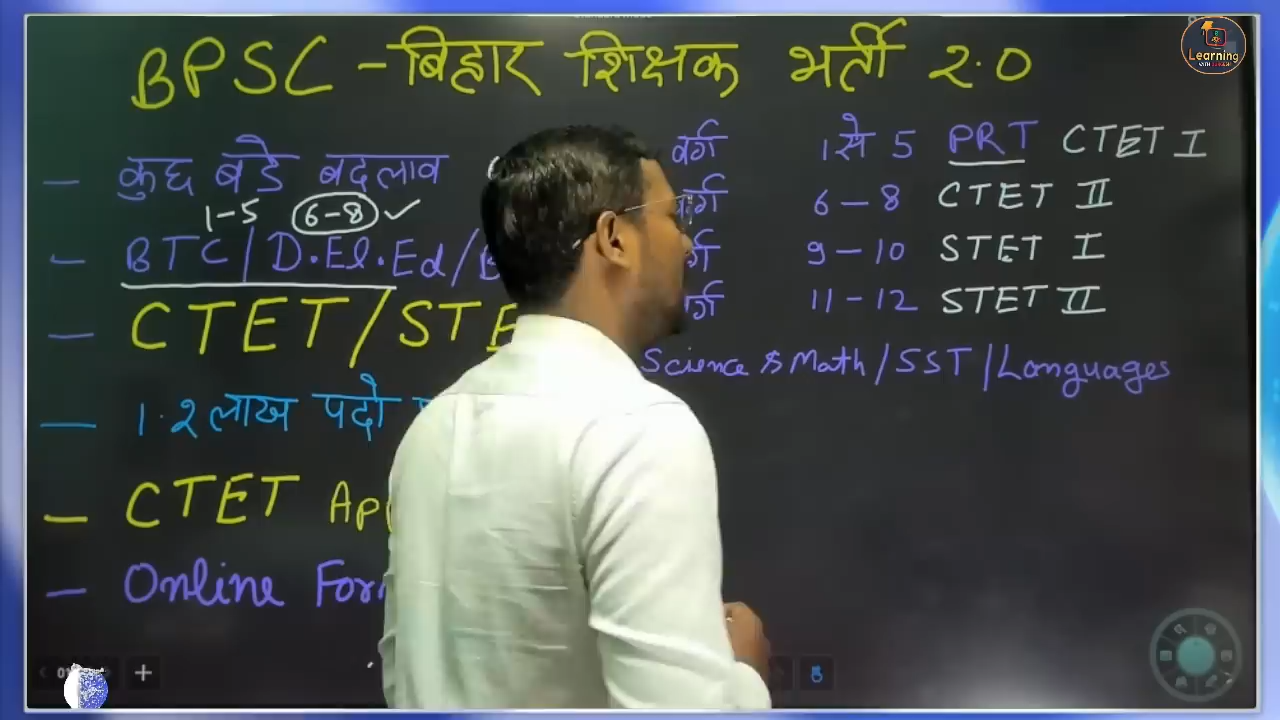 BPSC - बिहार शिक्षक भर्ती 2.0
Learning
— कुछ बडे बदलाव
1-5 6-8 ✓
— BTC / D.El.Ed /
— CTET / STE
— 1.2 लाख पदो
— CTET
— Online
वर्ग 1 से 5 PRT CTET I
वर्ग 6 - 8 CTET II
9 - 10 STET I
11 - 12 STET II
Science & Math / SST / Languages